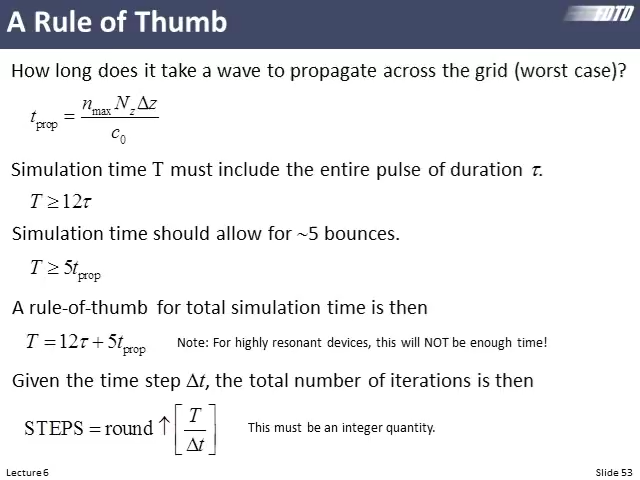 A Rule of Thumb
FDTD
How long does it take a wave to propagate across the grid (worst case)?
t_prop = n_max N_z Δz / c_0
Simulation time T must include the entire pulse of duration τ.
T ≥ 12τ
Simulation time should allow for ~5 bounces.
T ≥ 5t_prop
A rule-of-thumb for total simulation time is then
T = 12τ + 5t_prop Note: For highly resonant devices, this will NOT be enough time!
Given the time step Δt, the total number of iterations is then
STEPS = round ↑ [T / Δt] This must be an integer quantity.
Lecture 6 Slide 53